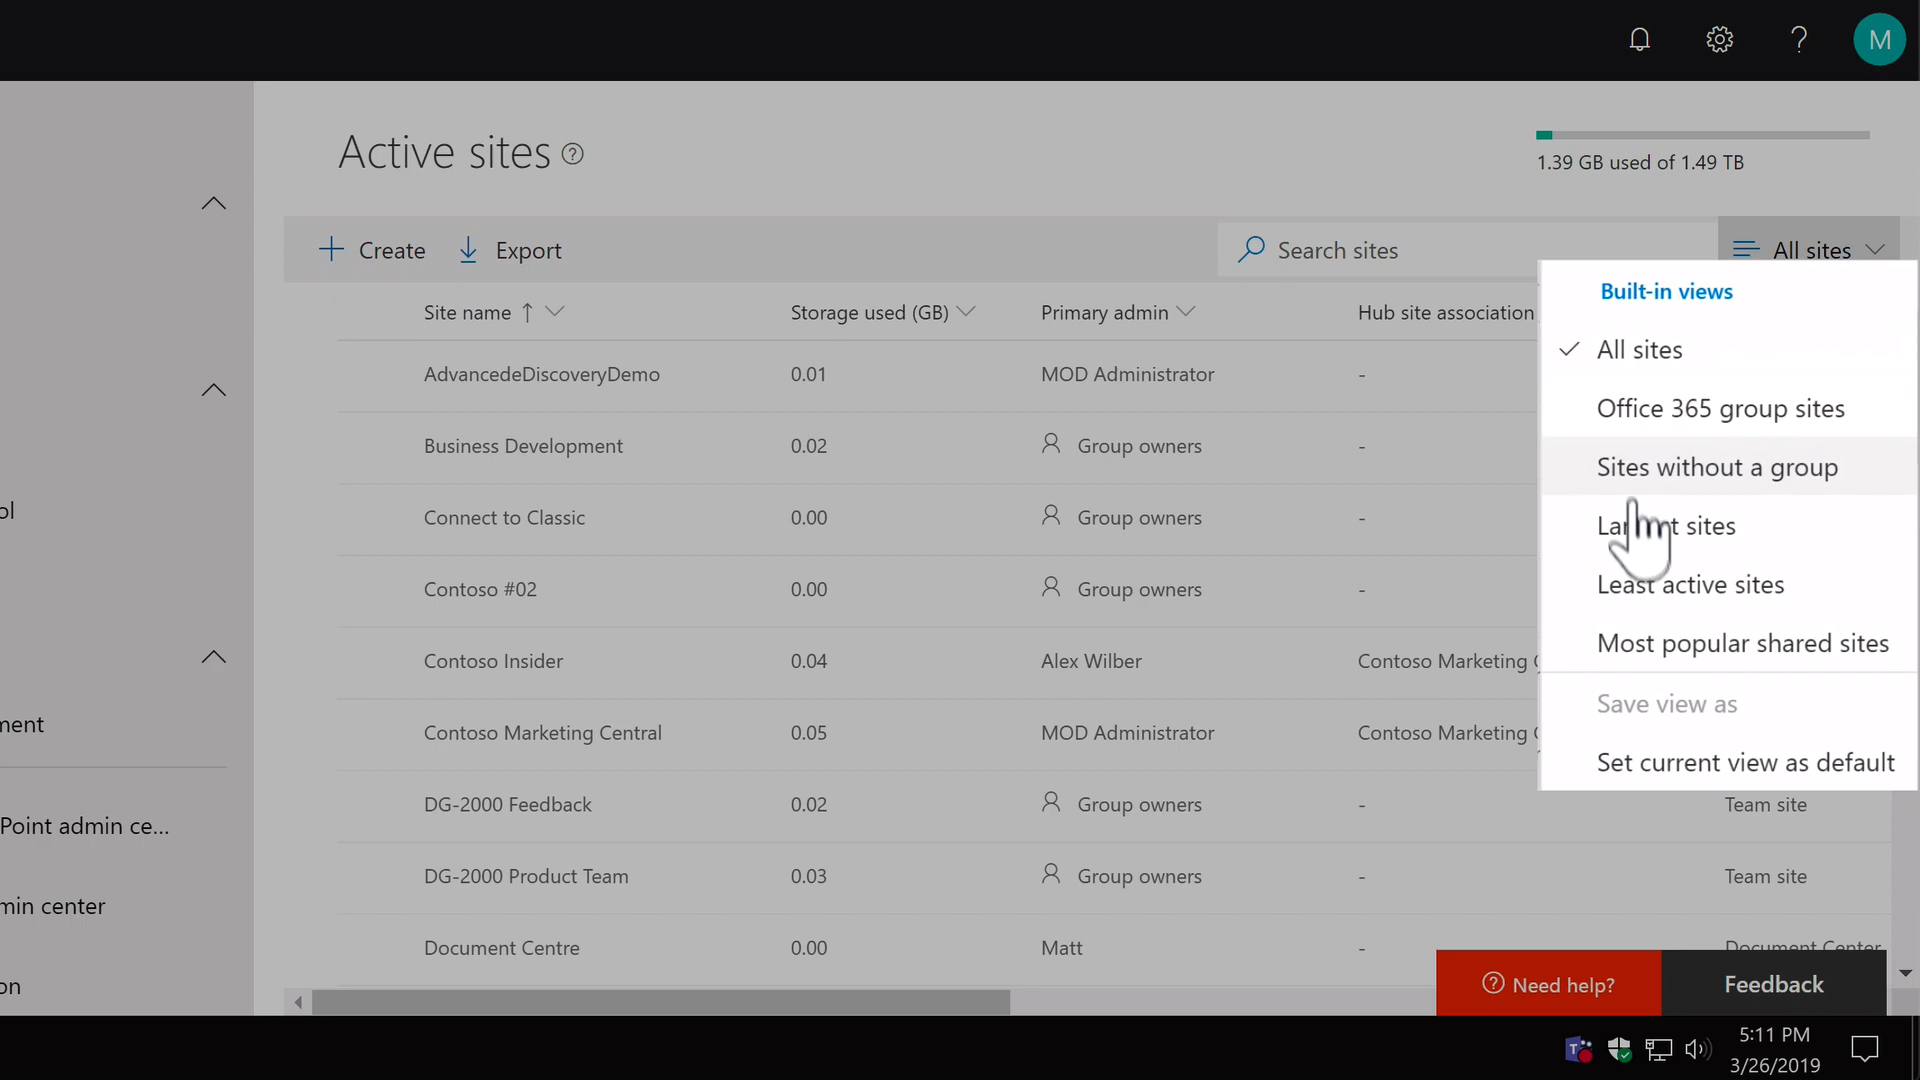 M
Active sites
1.39 GB used of 1.49 TB
Create Export Search sites All sites
Site name Storage used (GB) Primary admin Hub site association
AdvancedeDiscoveryDemo 0.01 MOD Administrator -
Business Development 0.02 Group owners -
Connect to Classic 0.00 Group owners -
Contoso #02 0.00 Group owners -
Contoso Insider 0.04 Alex Wilber Contoso Marketing
Contoso Marketing Central 0.05 MOD Administrator Contoso Marketing
DG-2000 Feedback 0.02 Group owners - Team site
DG-2000 Product Team 0.03 Group owners - Team site
Document Centre 0.00 Matt - Document Center
Built-in views
All sites
Office 365 group sites
Sites without a group
sites
Least active sites
Most popular shared sites
Save view as
Set current view as default
ol
ment
Point admin ce...
min center
on
Need help? Feedback
5:11 PM
3/26/2019